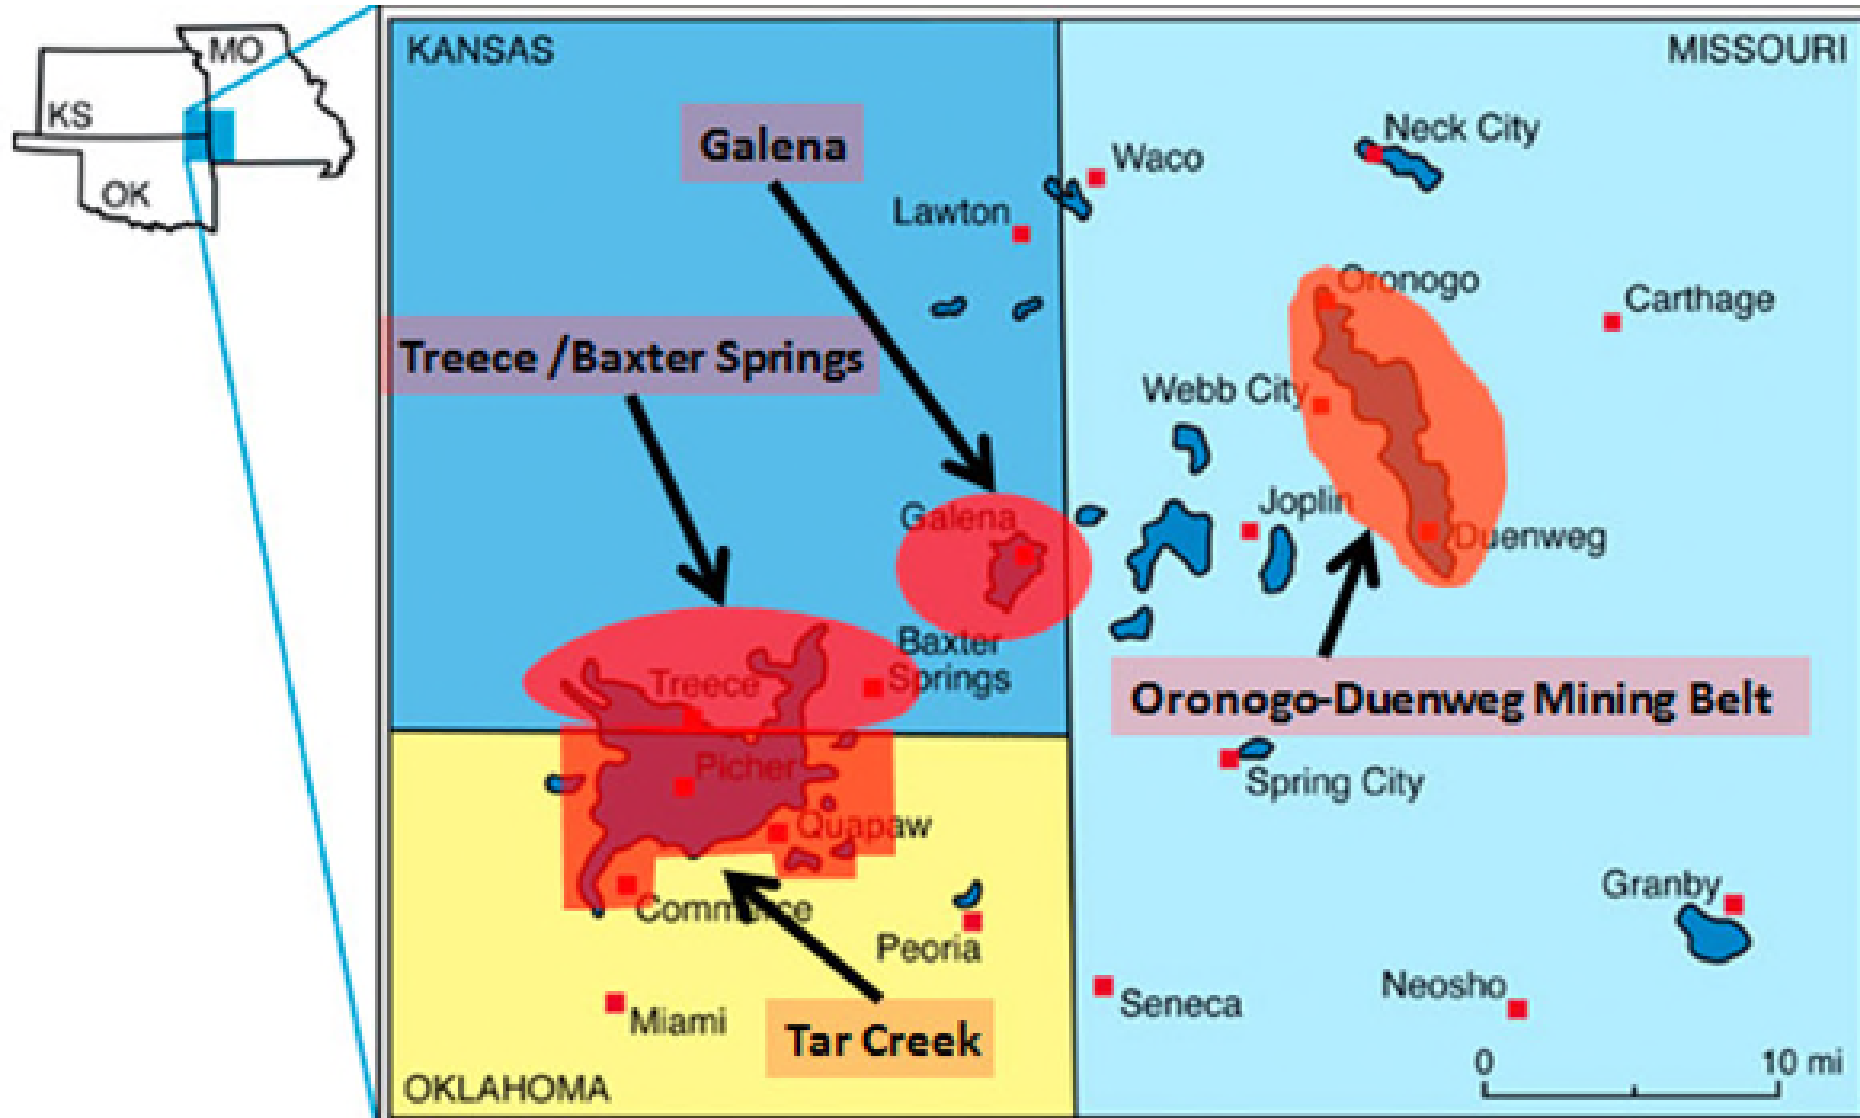 MO
KS
OK
KANSAS
MISSOURI
Galena
Neck City
Waco
Lawton
Oronogo
Carthage
Treece /Baxter Springs
Webb City
Galena
Joplin
Duenweg
Baxter
Springs
Treece
Oronogo-Duenweg Mining Belt
Picher
Spring City
Quapaw
Granby
Commerce
Peoria
Neosho
Seneca
Miami
Tar Creek
0 10 mi
OKLAHOMA